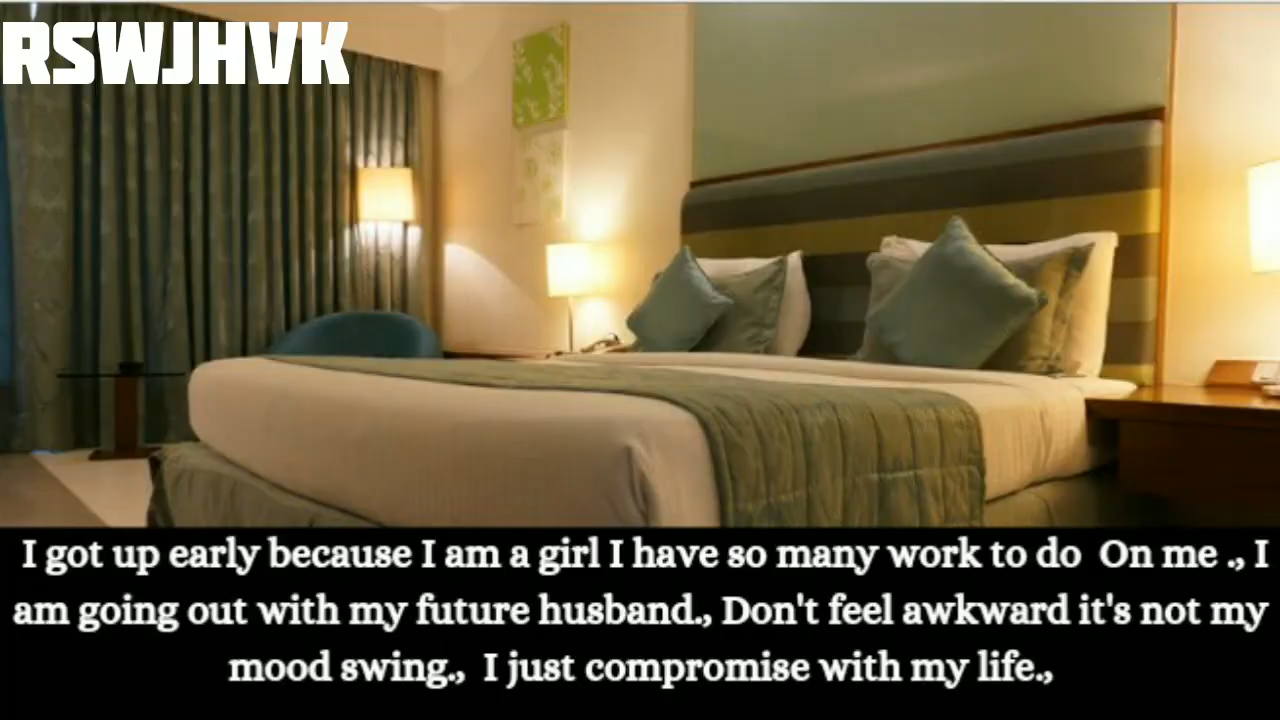 RSWJHVK
I got up early because I am a girl I have so many work to do  On me ., I
am going out with my future husband., Don't feel awkward it's not my
mood swing.,  I just compromise with my life.,